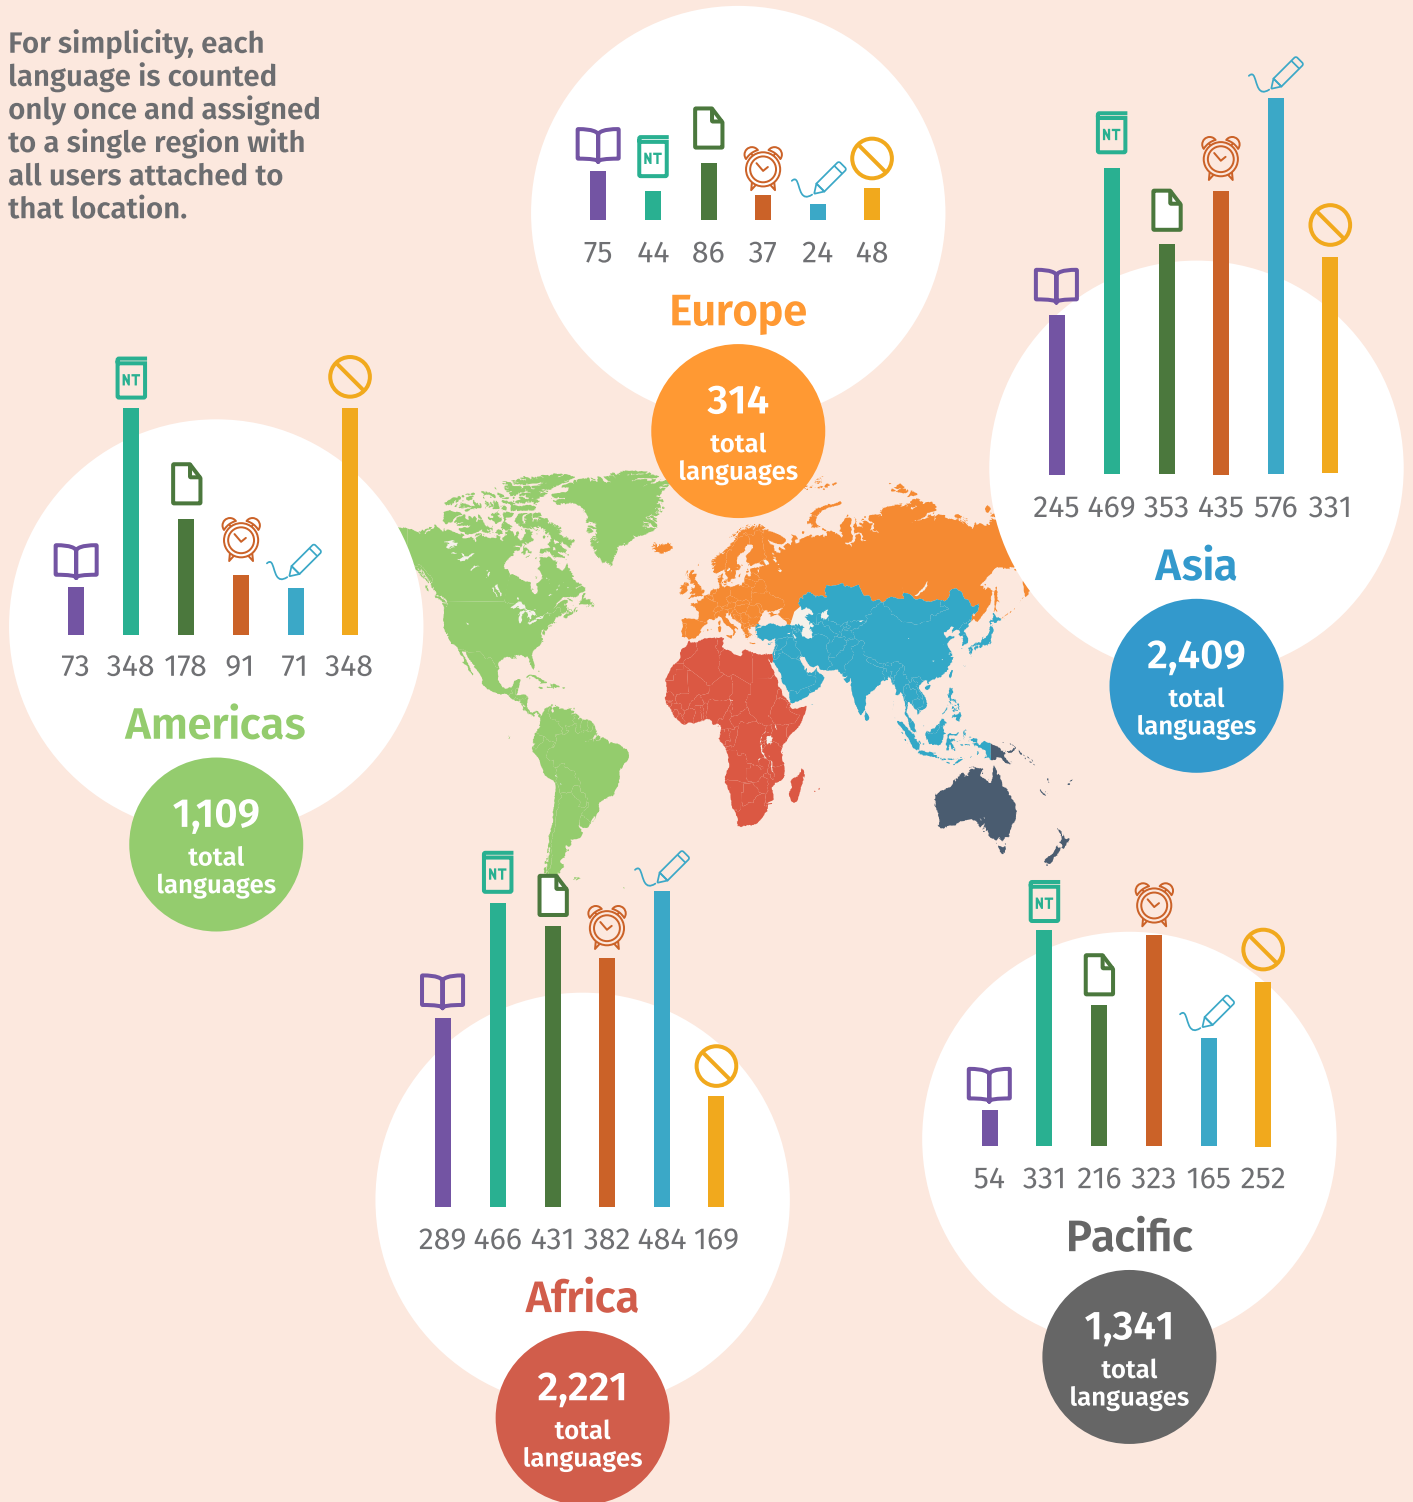 For simplicity, each
language is counted
only once and assigned
to a single region with
all users attached to
that location.
NT
75 44 86 37 24 48
Europe
314
total
languages
NT
245 469 353 435 576 331
Asia
2,409
total
languages
NT
73 348 178 91 71 348
Americas
1,109
total
languages
NT
289 466 431 382 484 169
Africa
2,221
total
languages
NT
54 331 216 323 165 252
Pacific
1,341
total
languages